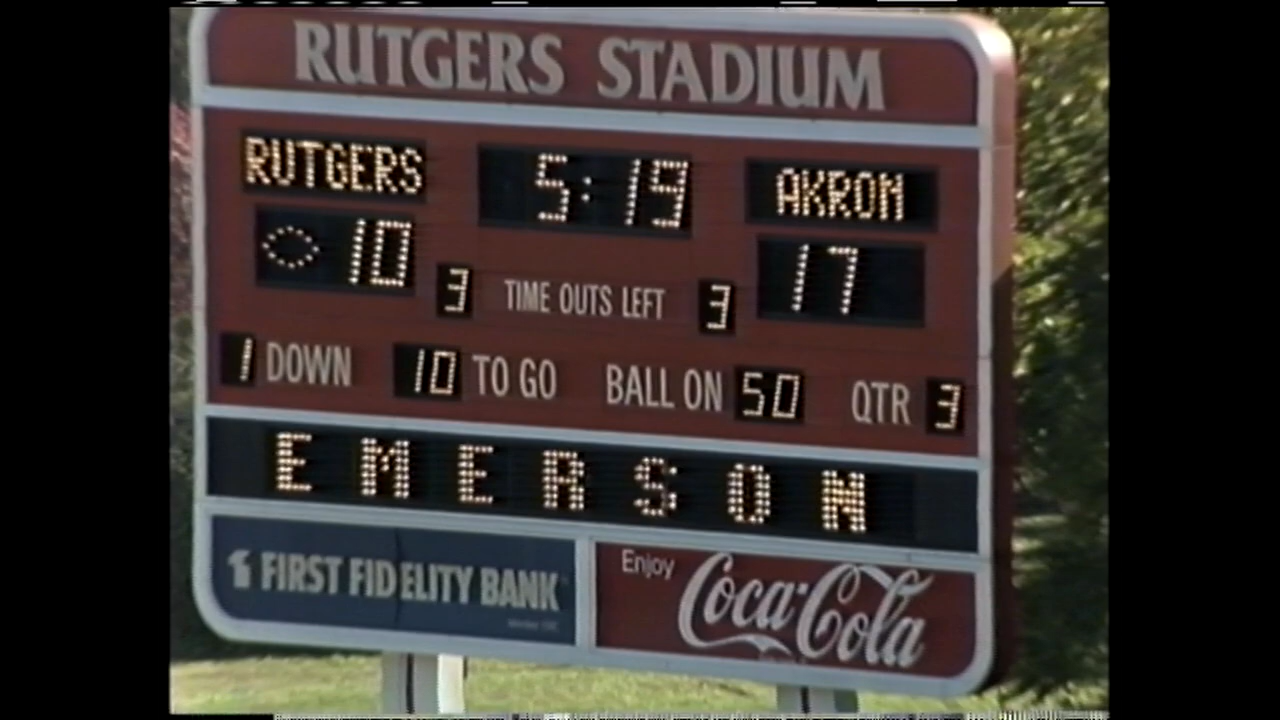 RUTGERS STADIUM
RUTGERS 5:19 AKRON
10 17
3 TIME OUTS LEFT 3
1 DOWN 10 TO GO BALL ON 50 QTR 3
EMERSON
FIRST FIDELITY BANK
Enjoy
Coca-Cola